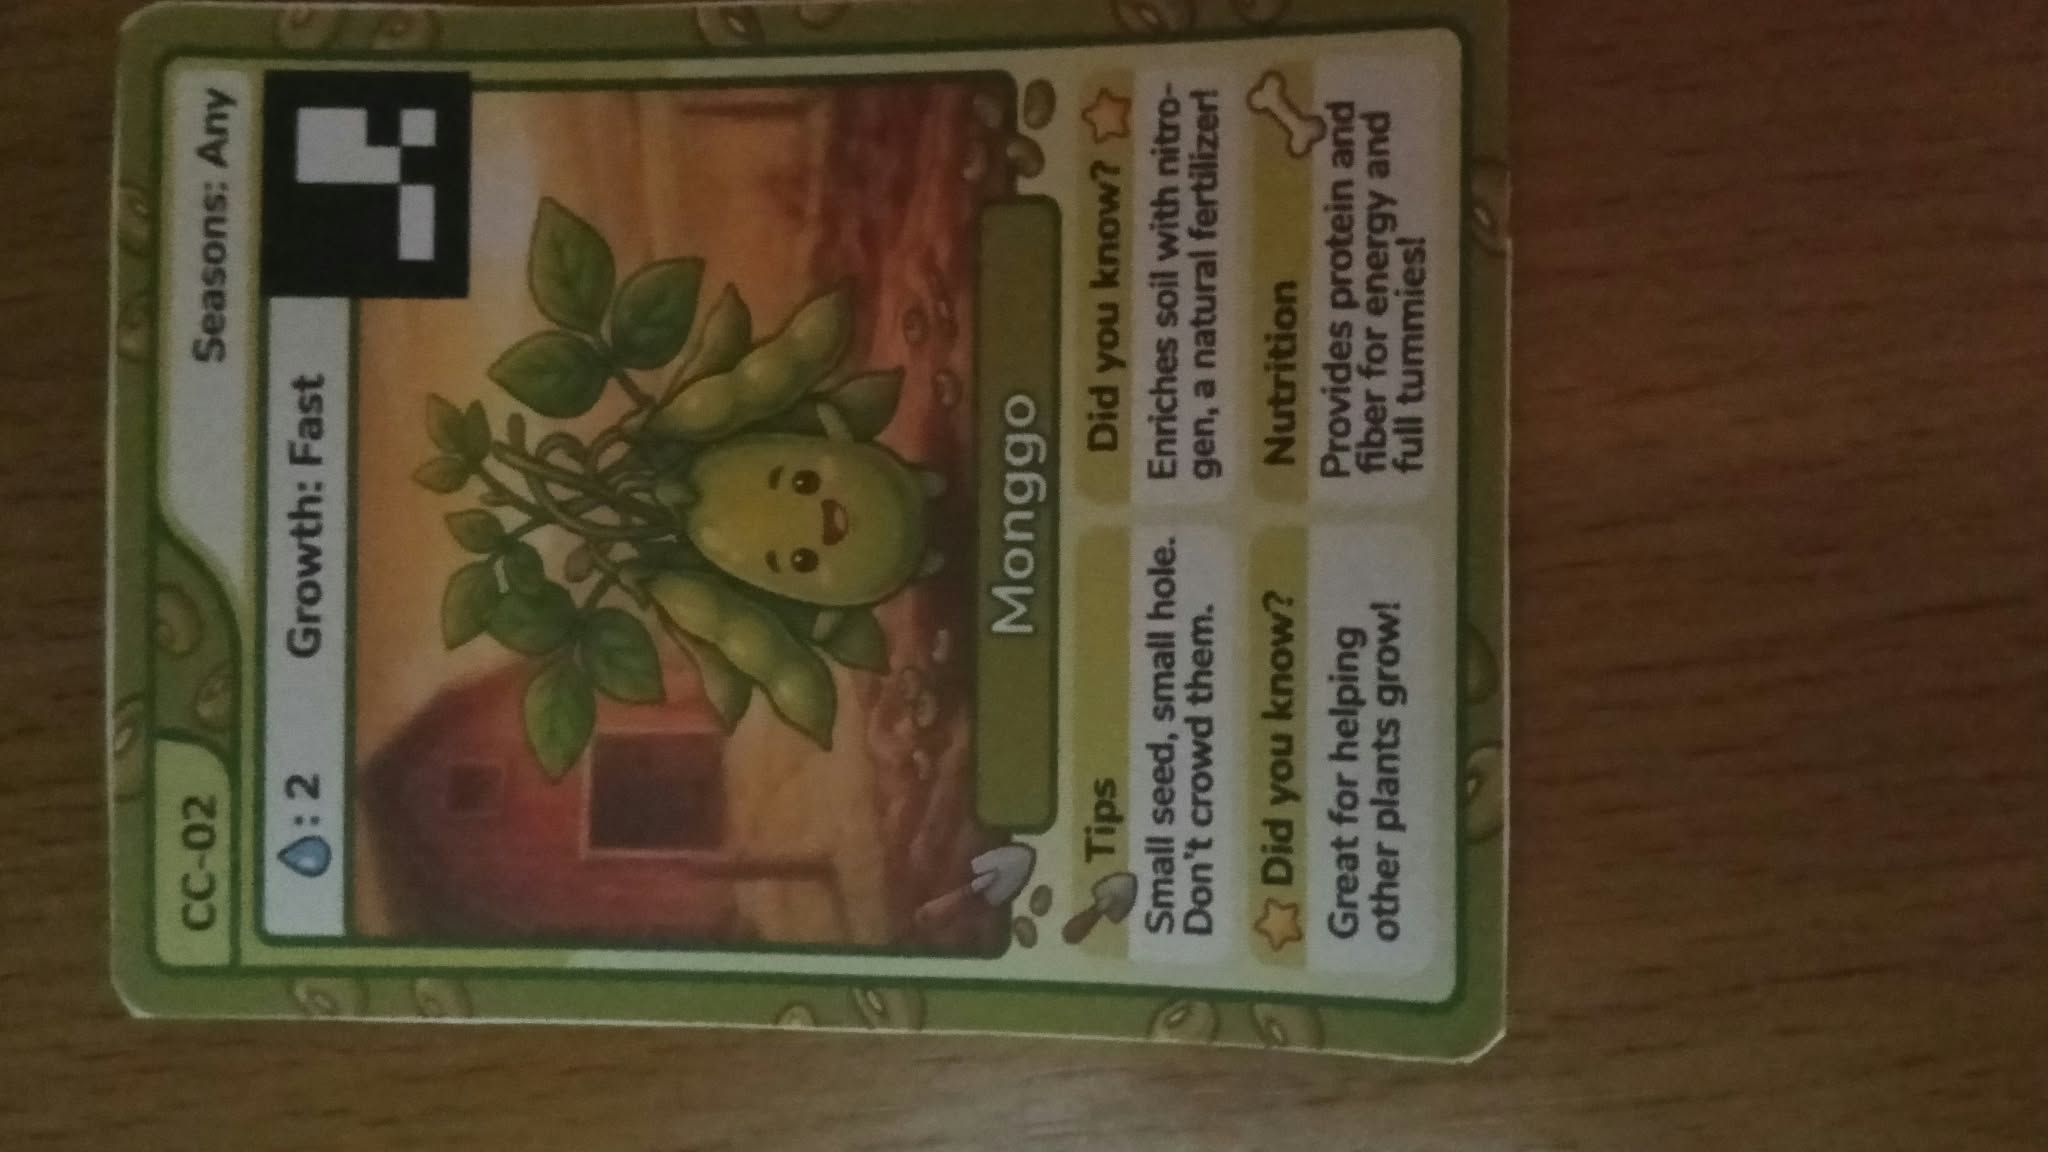 CC-02
Seasons: Any
: 2
Growth: Fast
Monggo
Tips
Small seed, small hole.
Don't crowd them.
Did you know?
Enriches soil with nitro-
gen, a natural fertilizer!
Did you know?
Great for helping
other plants grow!
Nutrition
Provides protein and
fiber for energy and
full tummies!